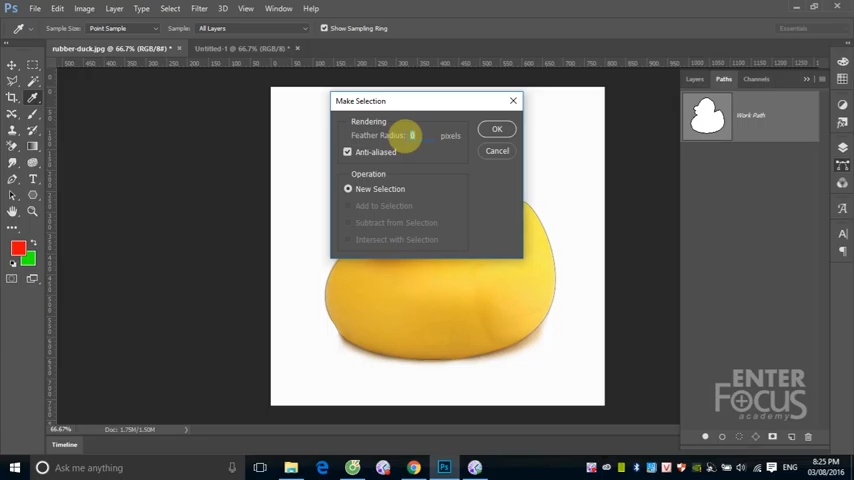 Ps File Edit Image Layer Type Select Filter 3D View Window Help
Sample Size: Point Sample Sample: All Layers Show Sampling Ring Essentials
rubber-duck.jpg @ 66.7% (RGB/8#) * × Untitled-1 @ 66.7% (RGB/8) * ×
Layers Paths Channels
Work Path
Make Selection
Rendering
Feather Radius: 0 pixels
Anti-aliased
OK
Cancel
Operation
New Selection
Add to Selection
Subtract from Selection
Intersect with Selection
ENTER
FOCUS
academy
66.67% Doc: 1.75M/1.50M
Timeline
Ask me anything
ENG
8:25 PM
03/08/2016